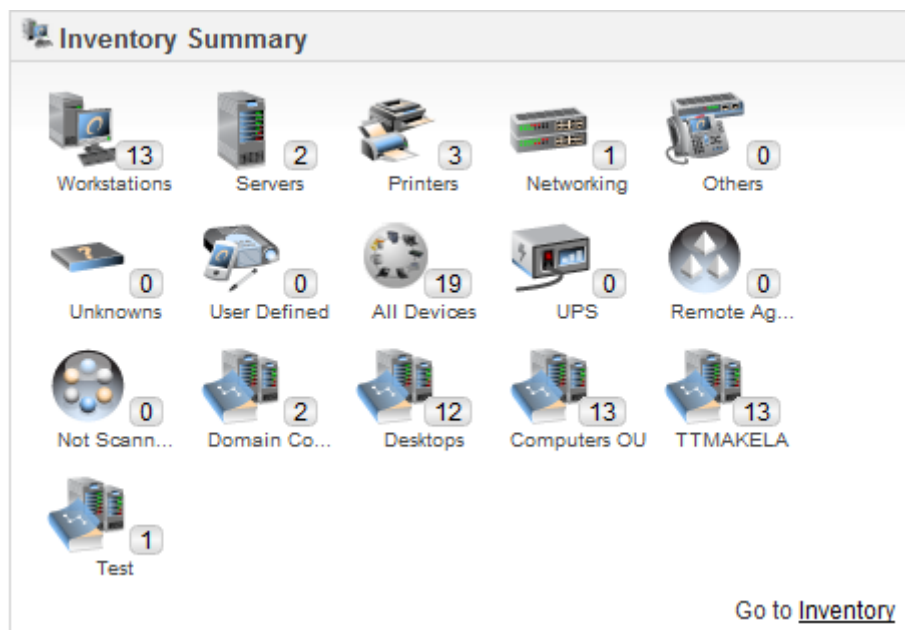 Inventory Summary
13 2 3 1 0
Workstations Servers Printers Networking Others
0 0 19 0 0
Unknowns User Defined All Devices UPS Remote Ag...
0 2 12 13 13
Not Scann... Domain Co... Desktops Computers OU TTMAKELA
1
Test
Go to Inventory